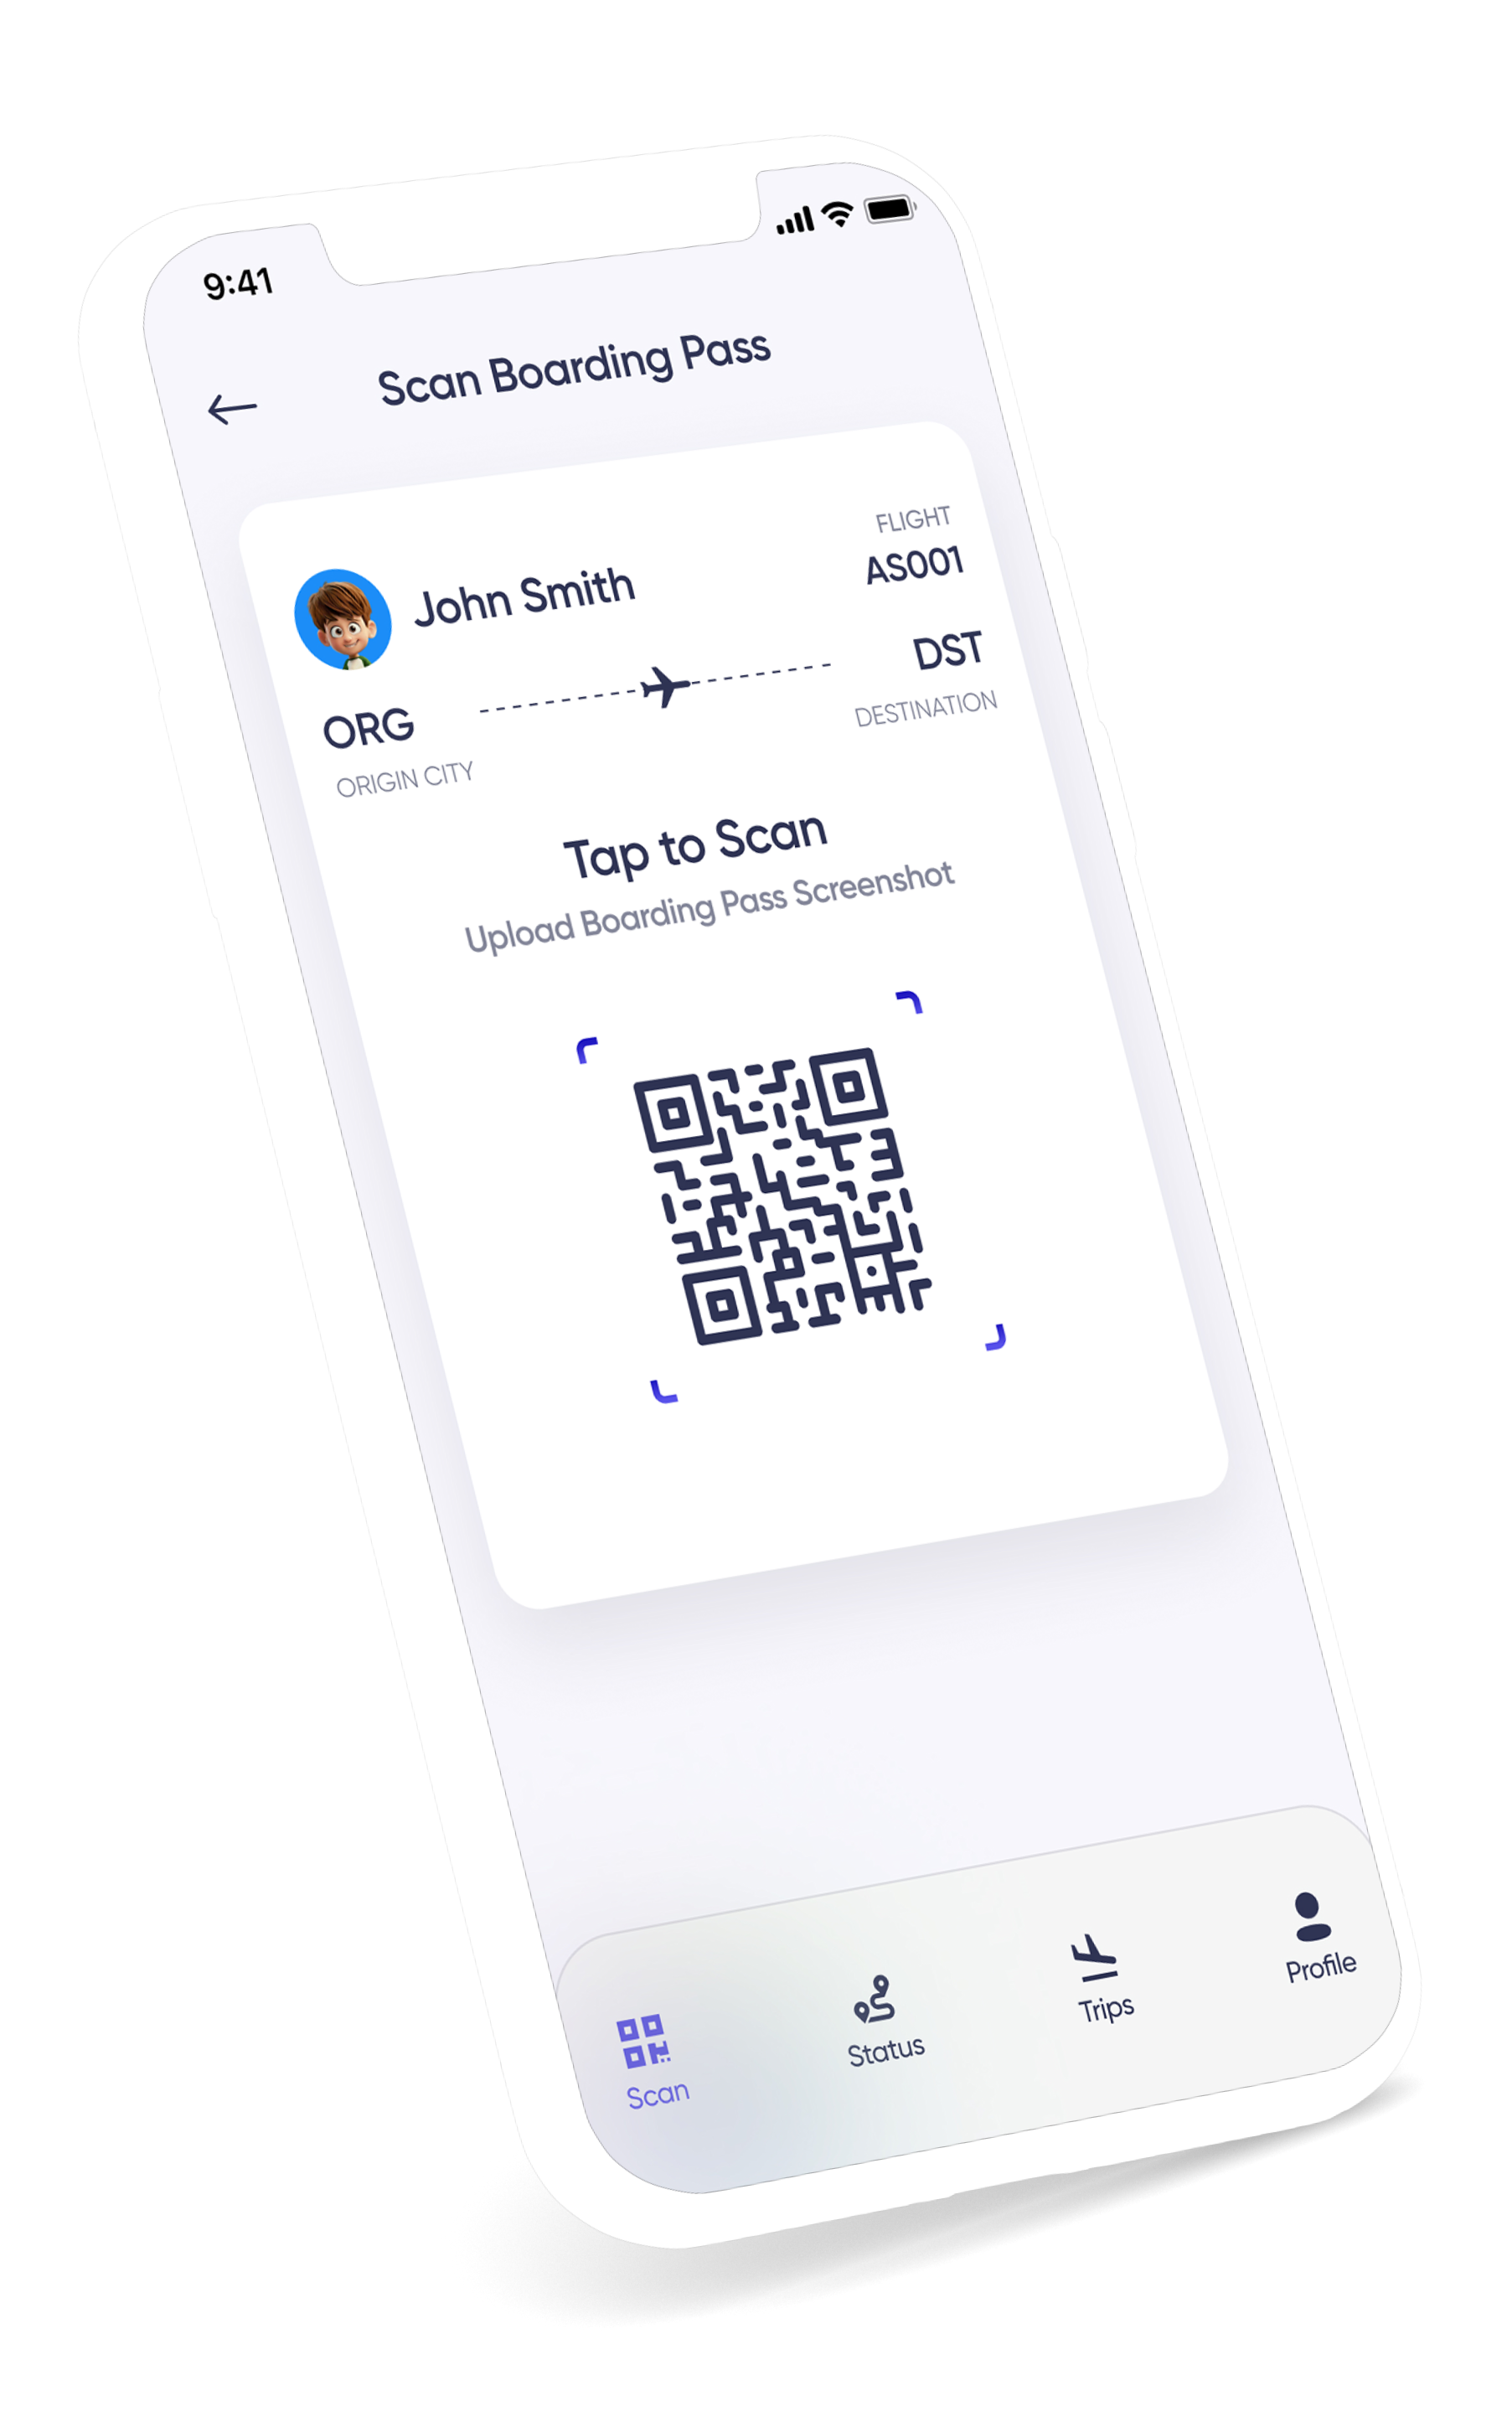 9:41
Scan Boarding Pass
FLIGHT
John Smith
AS001
ORG
DST
ORIGIN CITY
DESTINATION
Tap to Scan
Upload Boarding Pass Screenshot
Scan
Status
Trips
Profile